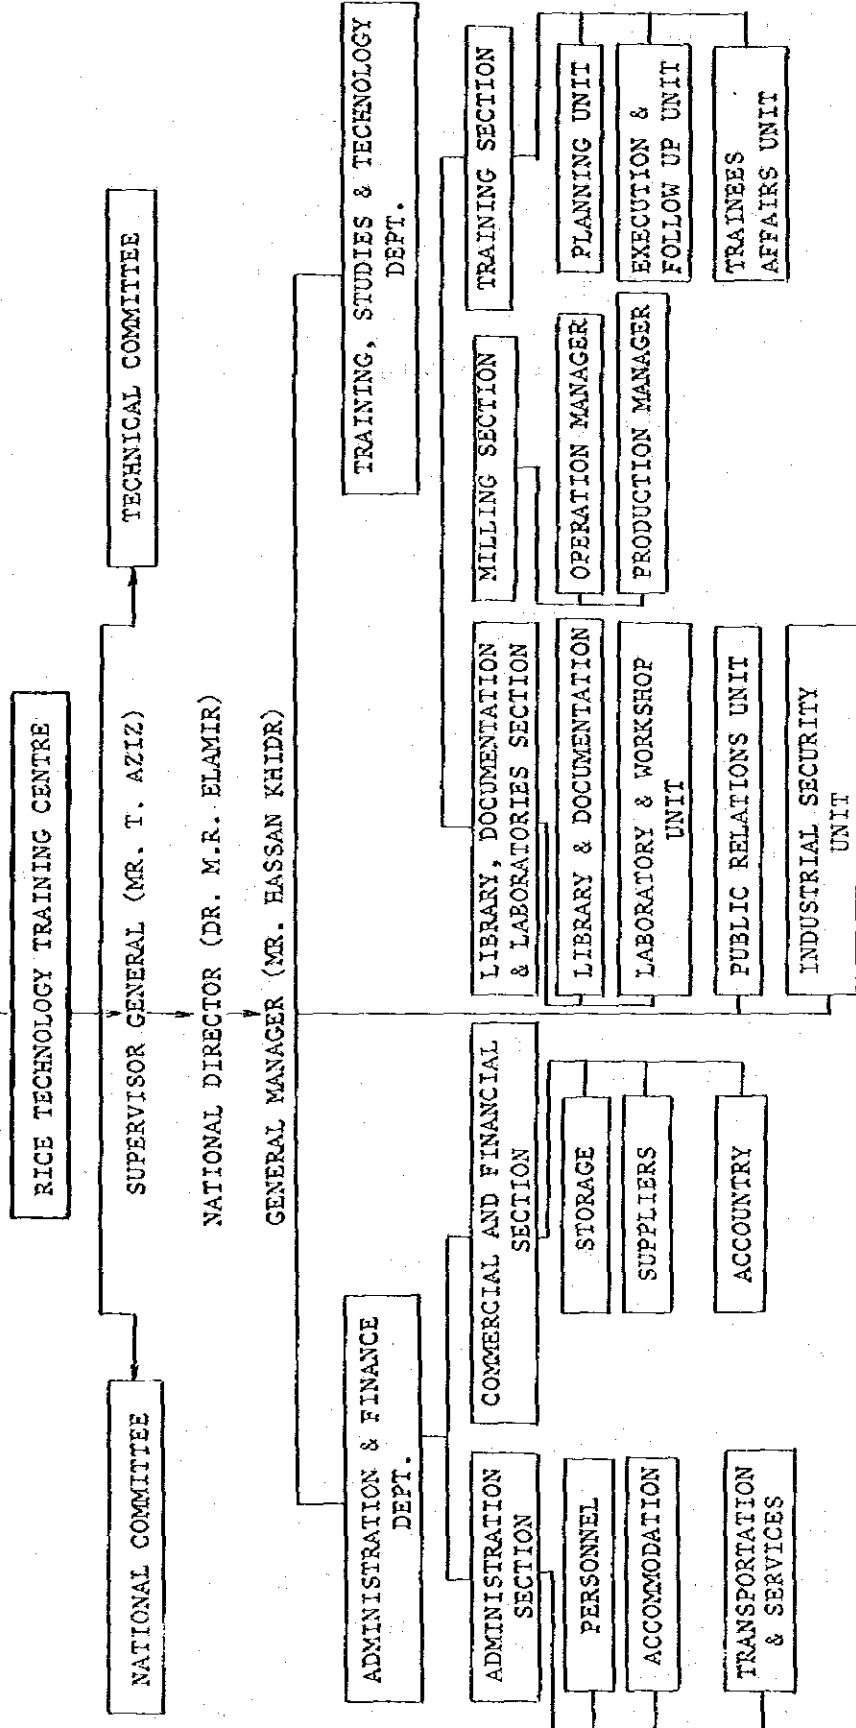 RICE TECHNOLOGY TRAINING CENTRE
NATIONAL COMMITTEE
SUPERVISOR GENERAL (MR. T. AZIZ)
TECHNICAL COMMITTEE
NATIONAL DIRECTOR (DR. M.R. ELAMIR)
GENERAL MANAGER (MR. HASSAN KHIDR)
ADMINISTRATION & FINANCE
DEPT.
TRAINING, STUDIES & TECHNOLOGY
DEPT.
ADMINISTRATION
SECTION
PERSONNEL
ACCOMMODATION
TRANSPORTATION
& SERVICES
COMMERCIAL AND FINANCIAL
SECTION
STORAGE
SUPPLIERS
ACCOUNTRY
LIBRARY, DOCUMENTATION
& LABORATORIES SECTION
LIBRARY & DOCUMENTATION
LABORATORY & WORKSHOP
UNIT
PUBLIC RELATIONS UNIT
INDUSTRIAL SECURITY
UNIT
MILLING SECTION
OPERATION MANAGER
PRODUCTION MANAGER
TRAINING SECTION
PLANNING UNIT
EXECUTION &
FOLLOW UP UNIT
TRAINEES
AFFAIRS UNIT